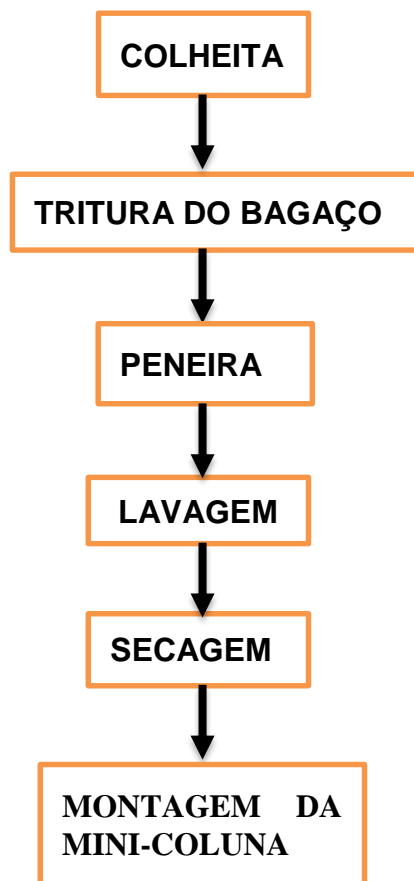 COLHEITA
TRITURA DO BAGAÇO
PENEIRA
LAVAGEM
SECAGEM
MONTAGEM DA
MINI-COLUNA